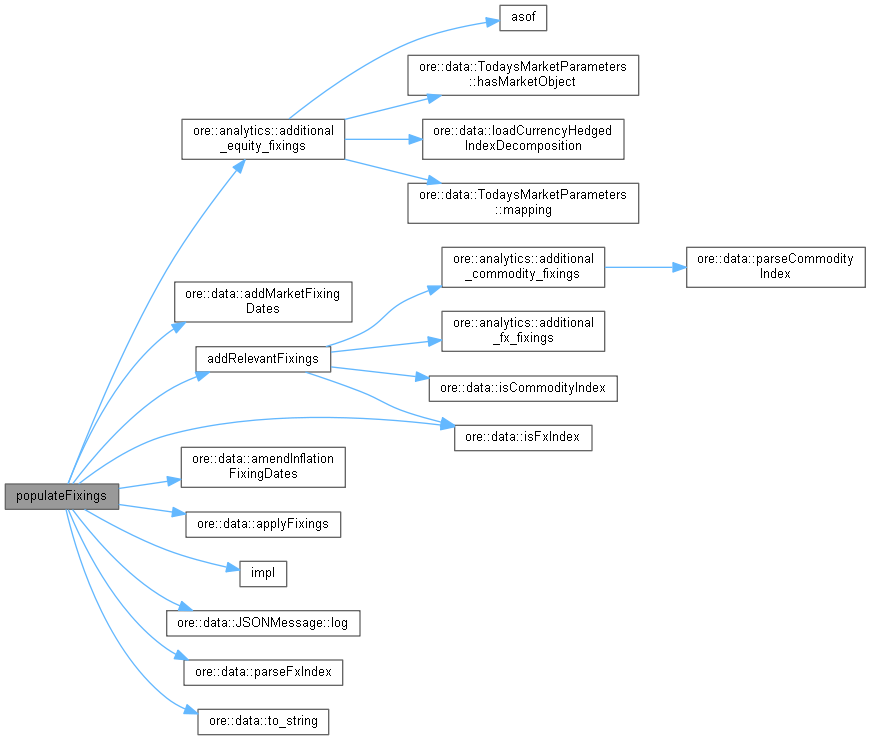 asof
ore::data::TodaysMarketParameters
::hasMarketObject
ore::analytics::additional
_equity_fixings
ore::data::loadCurrencyHedged
IndexDecomposition
ore::data::TodaysMarketParameters
::mapping
ore::analytics::additional
_commodity_fixings
ore::data::parseCommodity
Index
ore::data::addMarketFixing
Dates
ore::analytics::additional
_fx_fixings
addRelevantFixings
ore::data::isCommodityIndex
ore::data::isFxIndex
ore::data::amendInflation
FixingDates
populateFixings
ore::data::applyFixings
impl
ore::data::JSONMessage::log
ore::data::parseFxIndex
ore::data::to_string